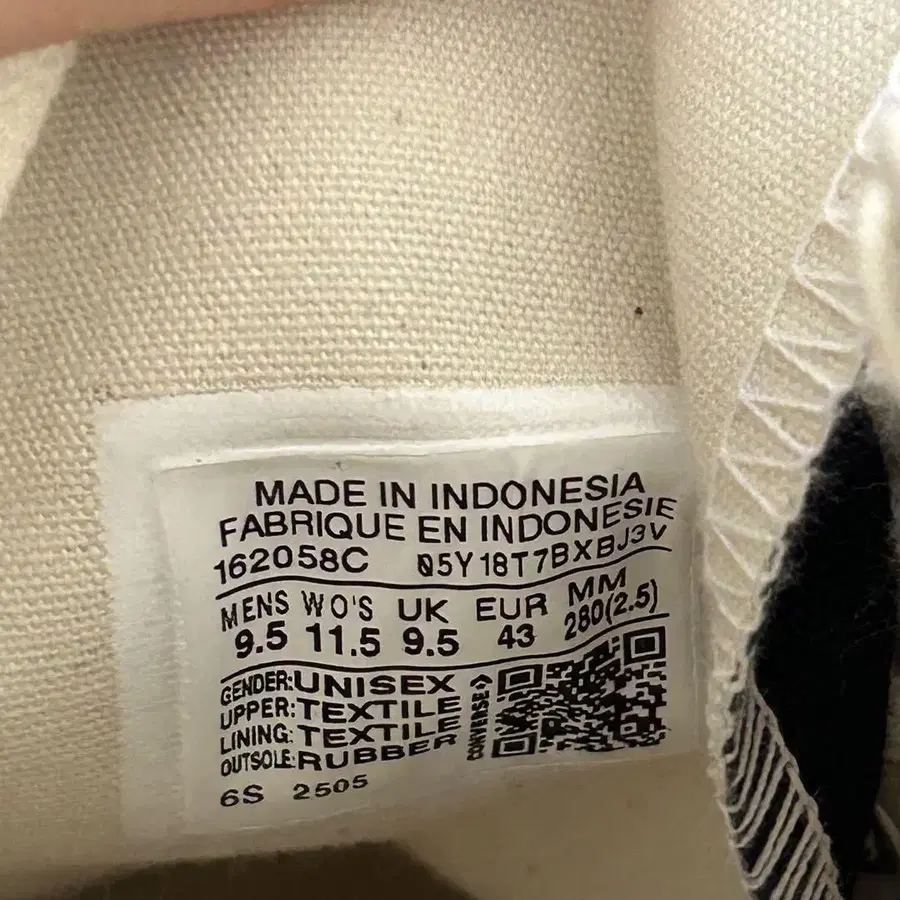 MADE IN INDONESIA
FABRIQUE EN INDONESIE
162058C 05Y18T7BXBJ3V
MENS WO'S UK EUR MM
9.5 11.5 9.5 43 280(2.5)
GENDER:UNISEX
UPPER:TEXTILE
LINING:TEXTILE
OUTSOLE:RUBBER
CONVERSE
6S 2505